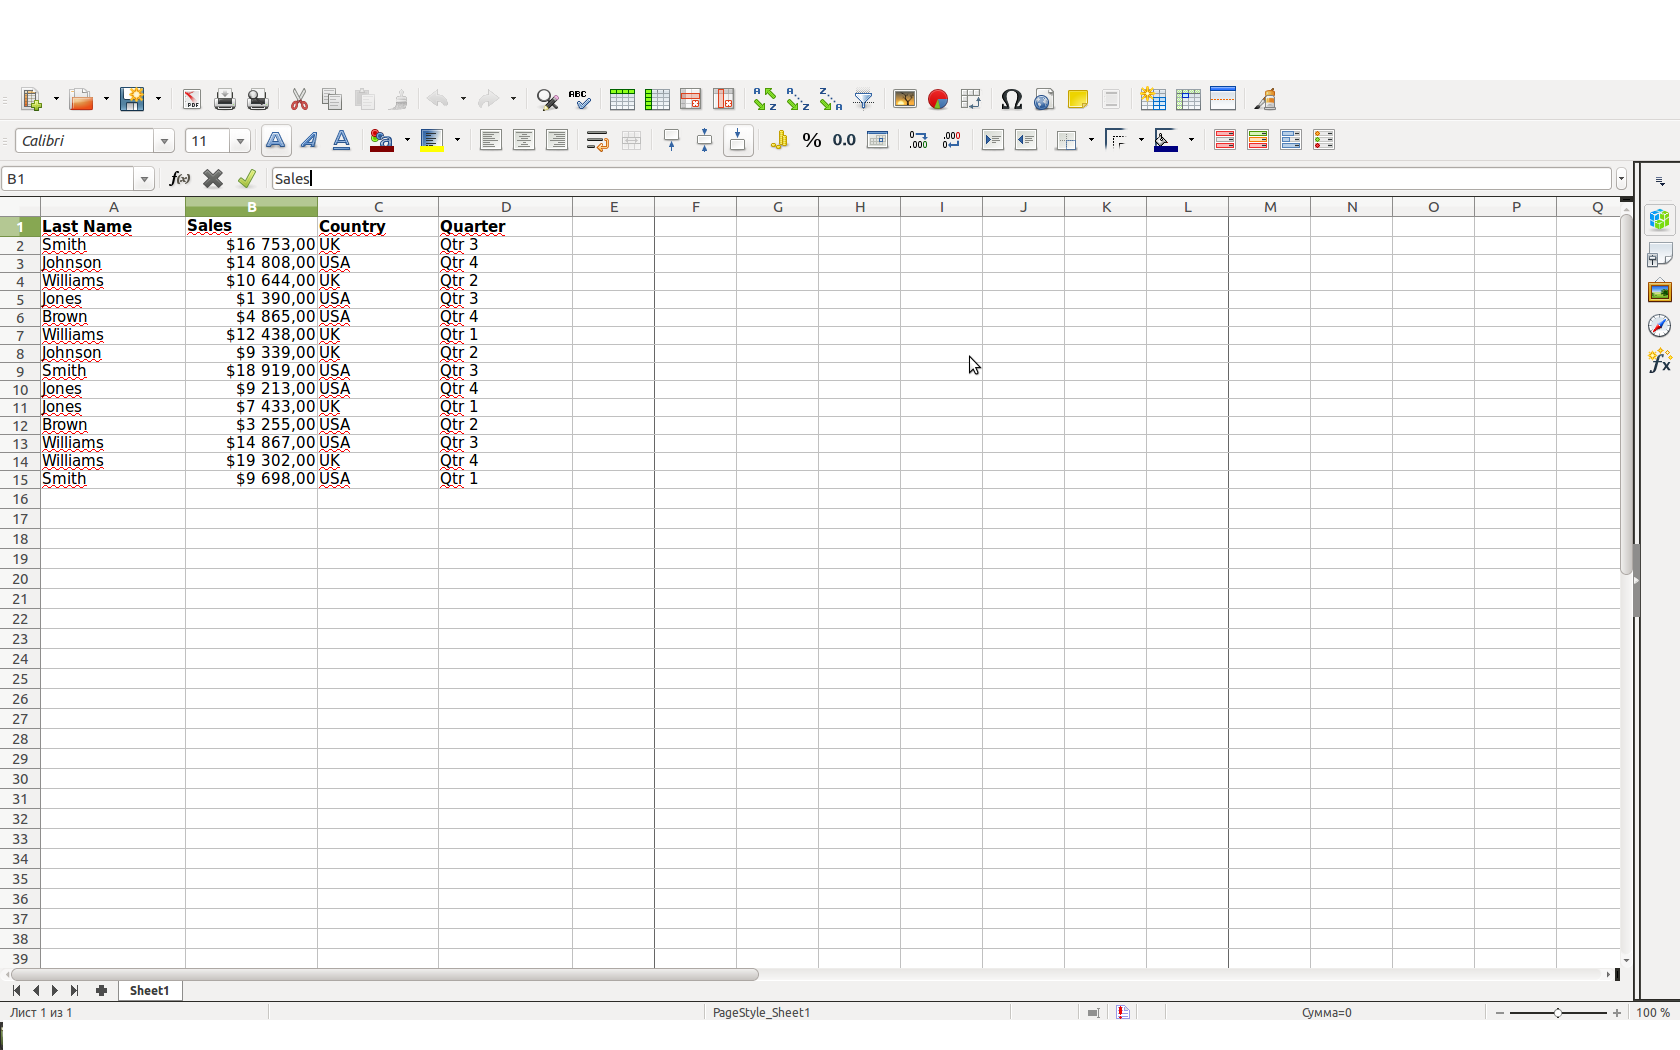 Calibri 11 % 0.0
B1 f(x) Sales
A B C D E F G H I J K L M N O P Q
1 Last Name Sales Country Quarter
2 Smith $16 753,00 UK Qtr 3
3 Johnson $14 808,00 USA Qtr 4
4 Williams $10 644,00 UK Qtr 2
5 Jones $1 390,00 USA Qtr 3
6 Brown $4 865,00 USA Qtr 4
7 Williams $12 438,00 UK Qtr 1
8 Johnson $9 339,00 UK Qtr 2
9 Smith $18 919,00 USA Qtr 3
10 Jones $9 213,00 USA Qtr 4
11 Jones $7 433,00 UK Qtr 1
12 Brown $3 255,00 USA Qtr 2
13 Williams $14 867,00 USA Qtr 3
14 Williams $19 302,00 UK Qtr 4
15 Smith $9 698,00 USA Qtr 1
16
17
18
19
20
21
22
23
24
25
26
27
28
29
30
31
32
33
34
35
36
37
38
39
Sheet1
Лист 1 из 1 PageStyle_Sheet1 Сумма=0 100 %